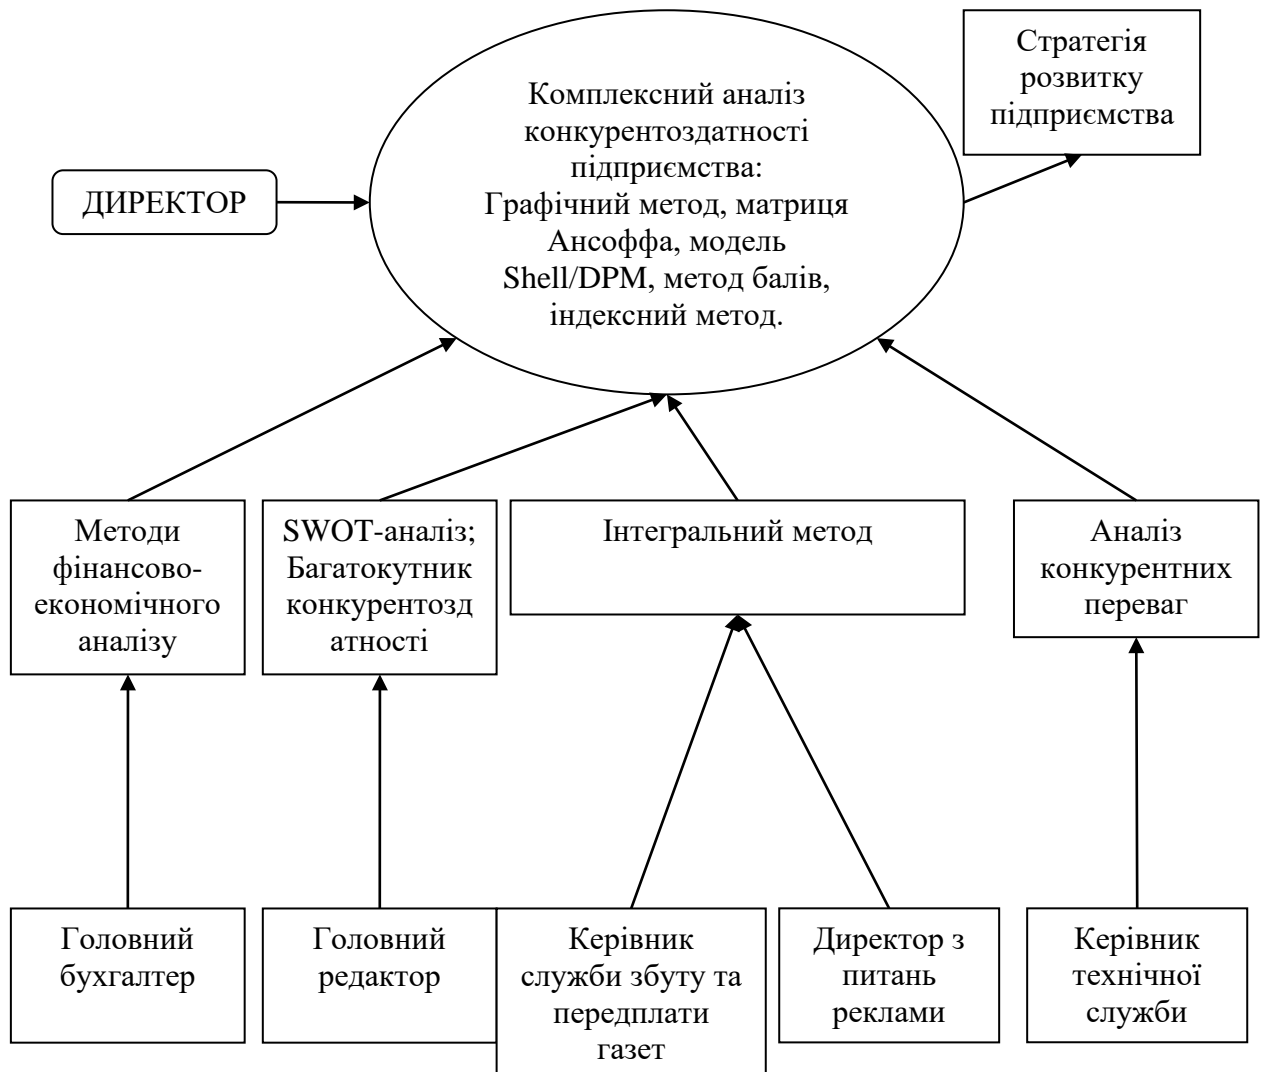 Стратегія
розвитку
підприємства
Комплексний аналіз
конкурентоздатності
підприємства:
Графічний метод, матриця
Ансоффа, модель
Shell/DPM, метод балів,
індексний метод.
ДИРЕКТОР
Методи
фінансово-
економічного
аналізу
SWOT-аналіз;
Багатокутник
конкурентозд
атності
Інтегральний метод
Аналіз
конкурентних
переваг
Головний
бухгалтер
Головний
редактор
Керівник
служби збуту та
передплати
газет
Директор з
питань
реклами
Керівник
технічної
служби